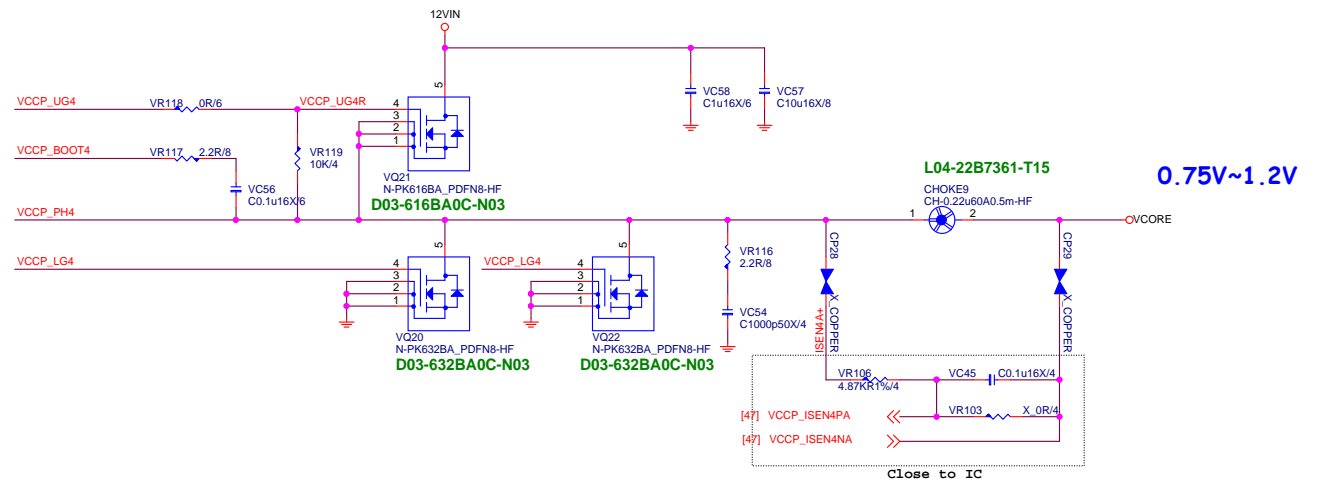 12VIN
5
VC58
C1u16X/6
VC57
C10u16X/8
VCCP_UG4
VR118
0R/6
VCCP_UG4R
4
3
2
1
VCCP_BOOT4
VR117
2.2R/8
VR119
10K/4
VQ21
N-PK616BA_PDFN8-HF
D03-616BA0C-N03
VC56
C0.1u16X/6
L04-22B7361-T15
CHOKE9
CH-0.22u60A0.5m-HF
0.75V~1.2V
VCCP_PH4
1
2
VCORE
5
5
VR116
2.2R/8
CP28
CP29
VCCP_LG4
4
3
2
1
VCCP_LG4
4
3
2
1
VC54
C1000p50X/4
X_COPPER
X_COPPER
ISEN4A+
VQ20
N-PK632BA_PDFN8-HF
D03-632BA0C-N03
VQ22
N-PK632BA_PDFN8-HF
D03-632BA0C-N03
VR106
4.87KR1%/4
VC45
C0.1u16X/4
[47] VCCP_ISEN4PA
VR103
X_0R/4
[47] VCCP_ISEN4NA
Close to IC